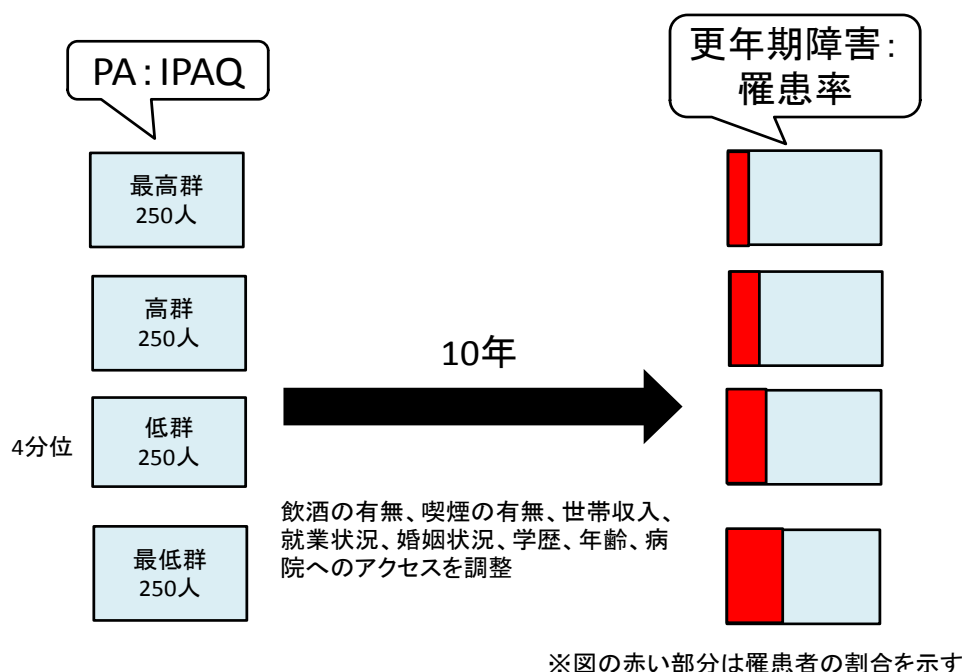 PA:IPAQ
更年期障害:
罹患率
最高群
250人
高群
250人
10年
4分位
低群
250人
飲酒の有無、喫煙の有無、世帯収入、
就業状況、婚姻状況、学歴、年齢、病
院へのアクセスを調整
最低群
250人
※図の赤い部分は罹患者の割合を示す